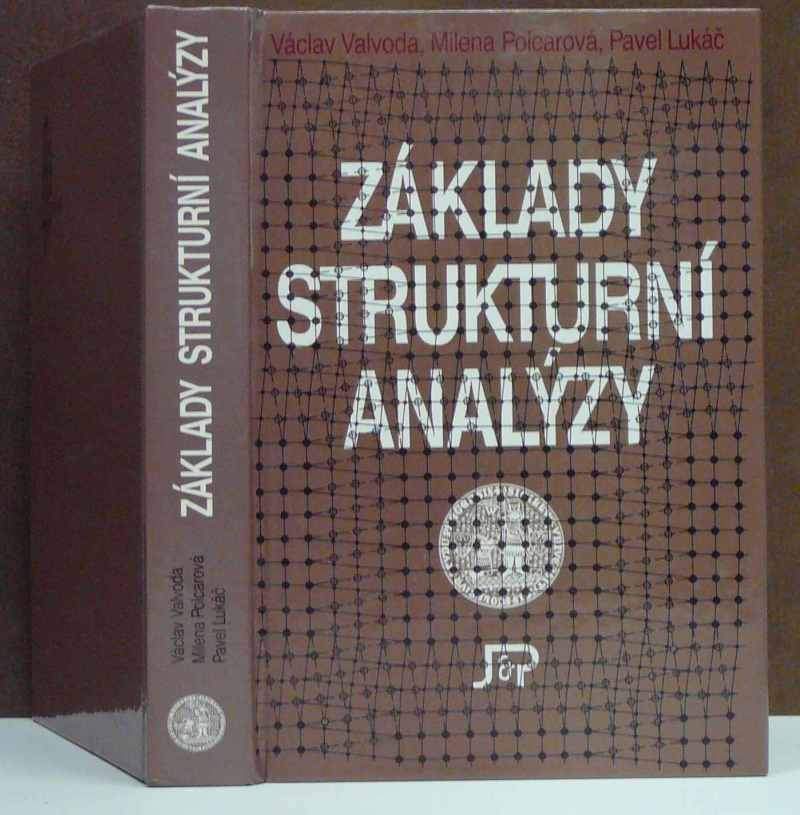 Václav Valvoda, Milena Polcarová, Pavel Lukáč
ZÁKLADY
STRUKTURNÍ
ANALÝZY
J&P
ZÁKLADY STRUKTURNÍ ANALÝZY
Václav Valvoda
Milena Polcarová
Pavel Lukáč